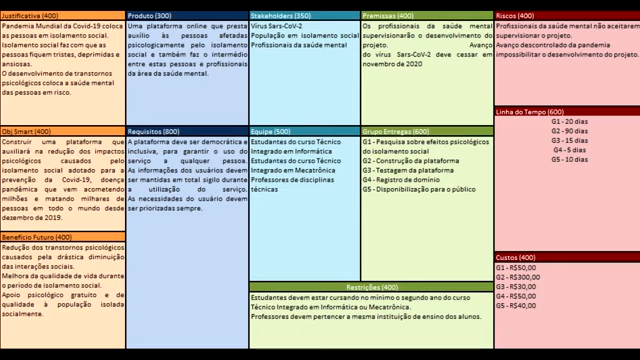 Justificativa (400)
Pandemia Mundial da Covid-19 coloca
as pessoas em isolamento social.
Isolamento social faz com que as
pessoas fiquem tristes, deprimidas e
ansiosas.
O desenvolvimento de transtornos
psicológicos coloca a saúde mental
das pessoas em risco.
Obj Smart (400)
Construir uma plataforma que
auxiliará na redução dos impactos
psicológicos causados pelo
isolamento social adotado para a
prevenção da Covid-19, doença
pandêmica que vem acometendo
milhões e matando milhares de
pessoas em todo o mundo desde
dezembro de 2019.
Benefício Futuro (400)
Redução dos transtornos psicológicos
causados pela drástica diminuição
das interações sociais.
Melhora da qualidade de vida durante
o período de isolamento social.
Apoio psicológico gratuito e de
qualidade à população isolada
socialmente.
Produto (300)
Uma plataforma online que presta
auxílio às pessoas afetadas
psicologicamente pelo isolamento
social e também faz o intermédio
entre estas pessoas e profissionais
da área da saúde mental.
Requisitos (800)
A plataforma deve ser democrática e
inclusiva, para garantir o uso do
serviço a qualquer pessoa.
As informações dos usuários devem
ser mantidas em total sigilo durante
a utilização do serviço.
As necesidades do usuário devem
ser priorizadas sempre.
Stakeholders (350)
Vírus Sars-CoV-2
População em isolamento social
Profissionais da saúde mental
Equipe (500)
Estudantes do curso Técnico
Integrado em Informática
Estudantes do curso Técnico
Integrado em Mecatrônica
Professores de disciplinas
técnicas
Premissas (400)
Os profissionais da saúde mental
supervisionarão o desenvolvimento do
projeto. Avanço
do vírus Sars-CoV-2 deve cessar em
novembro de 2020
Grupo Entregas (600)
G1 - Pesquisa sobre efeitos psicológicos
do isolamento social
G2 - Construção da plataforma
G3 - Testagem da plataforma
G4 - Registro de domínio
G5 - Disponibilização para o público
Restrições (400)
Estudantes devem estar cursando no mínimo o segundo ano do curso
Técnico Integrado em Informática ou Mecatrônica.
Professores devem pertencer a mesma instituição de ensino dos alunos.
Riscos (400)
Profissionais da saúde mental não aceitarem
supervisionar o projeto.
Avanço descontrolado da pandemia
impossibilitar o desenvolvimento do projeto.
Linha do Tempo (600)
G1 - 20 dias
G2 - 90 dias
G3 - 15 dias
G4 - 5 dias
G5 - 10 dias
Custos (400)
G1 - R$50,00
G2 - R$300,00
G3 - R$30,00
G4 - R$50,00
G5 - R$40,00